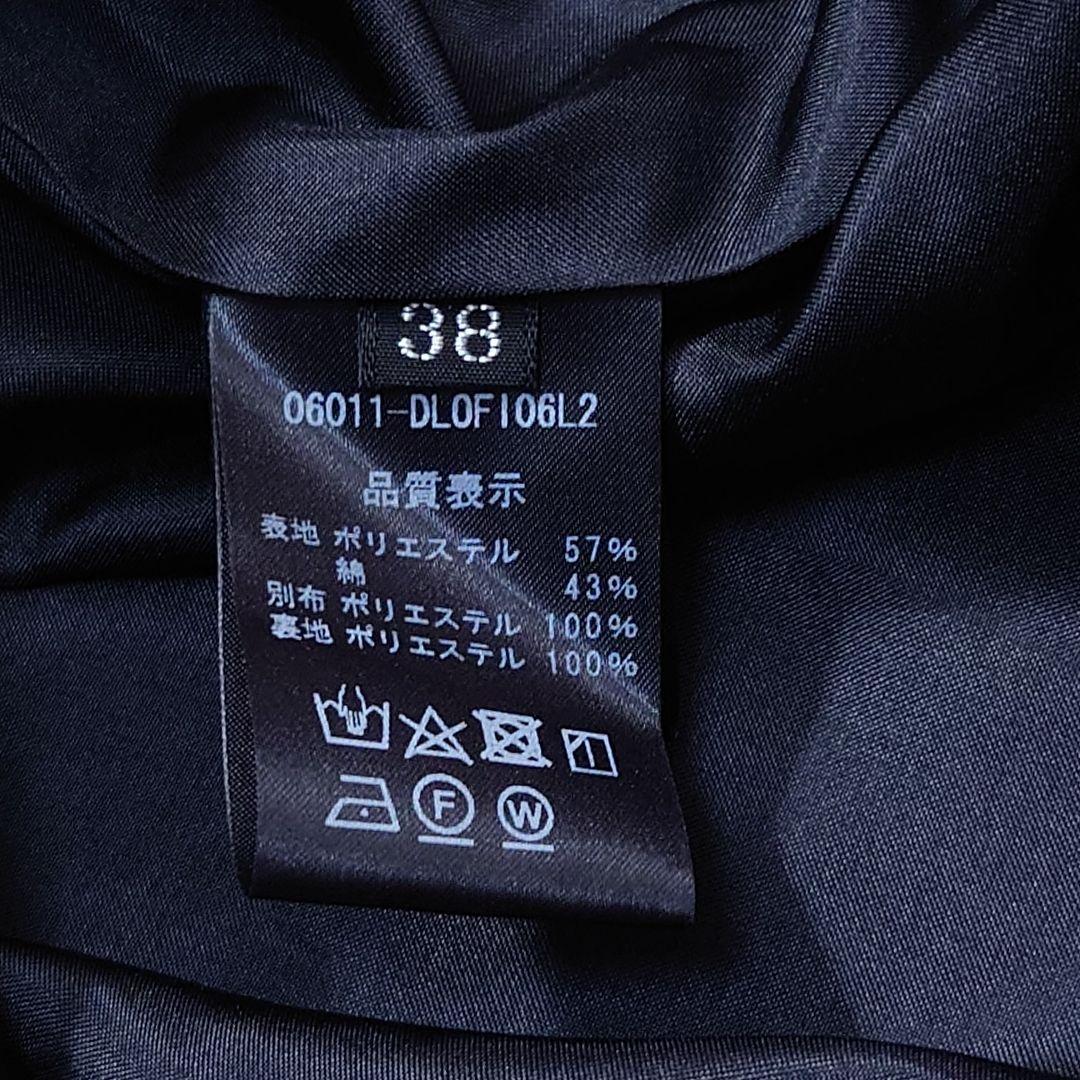 38
06011-DL0FI06L2
品質表示
表地 ポリエステル 57%
綿 43%
別布 ポリエステル 100%
裏地 ポリエステル 100%
F W